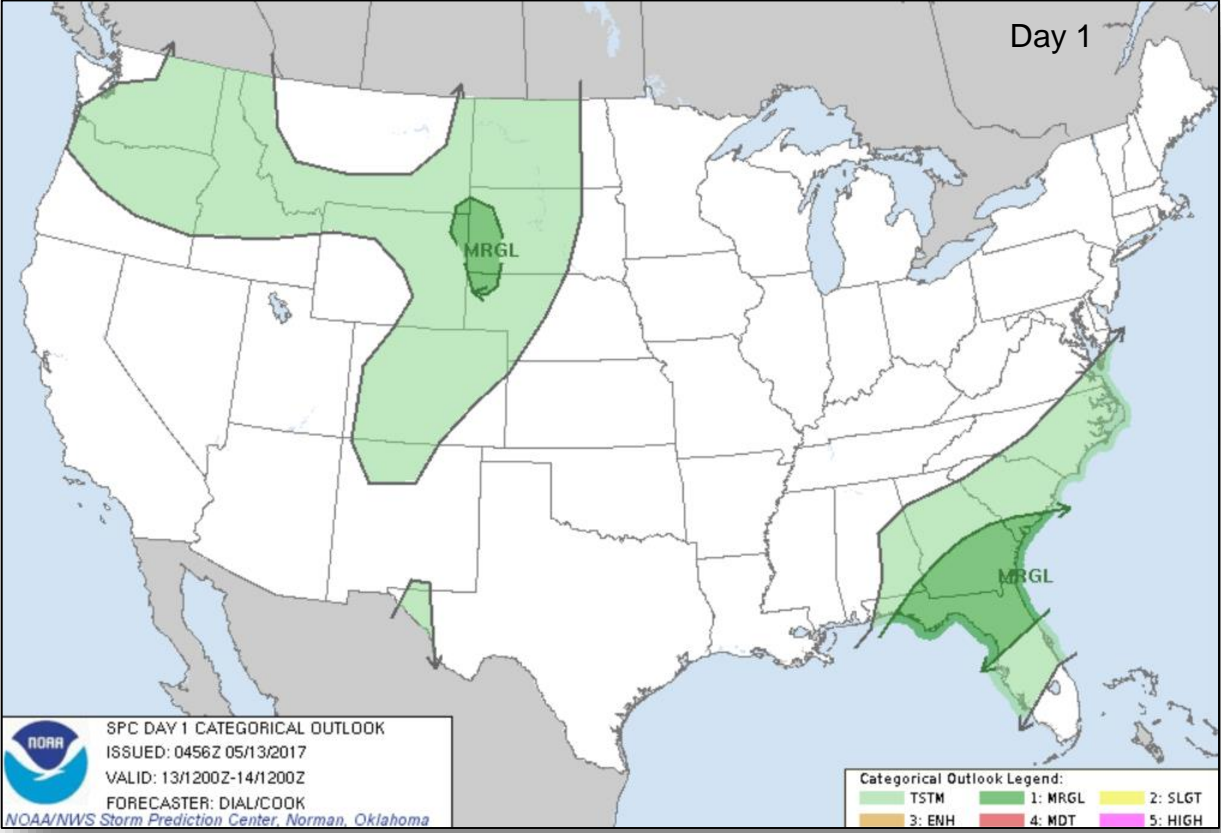 Day 1
MRGL
MRGL
NOAA
SPC DAY 1 CATEGORICAL OUTLOOK
ISSUED: 0456Z 05/13/2017
VALID: 13/1200Z-14/1200Z
FORECASTER: DIAL/COOK
NOAA/NWS Storm Prediction Center, Norman, Oklahoma
Categorical Outlook Legend:
TSTM 1: MRGL 2: SLGT
3: ENH 4: MDT 5: HIGH